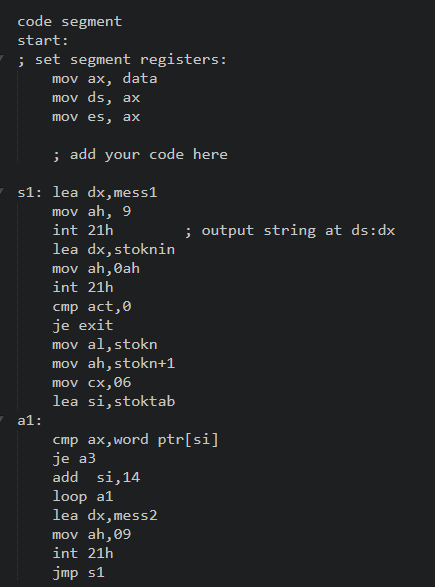 code segment
start:
; set segment registers:
mov ax, data
mov ds, ax
mov es, ax
; add your code here
s1: lea dx,mess1
mov ah, 9
int 21h ; output string at ds:dx
lea dx,stoknin
mov ah,0ah
int 21h
cmp act,0
je exit
mov al,stokn
mov ah,stokn+1
mov cx,06
lea si,stoktab
a1:
cmp ax,word ptr[si]
je a3
add si,14
loop a1
lea dx,mess2
mov ah,09
int 21h
jmp s1